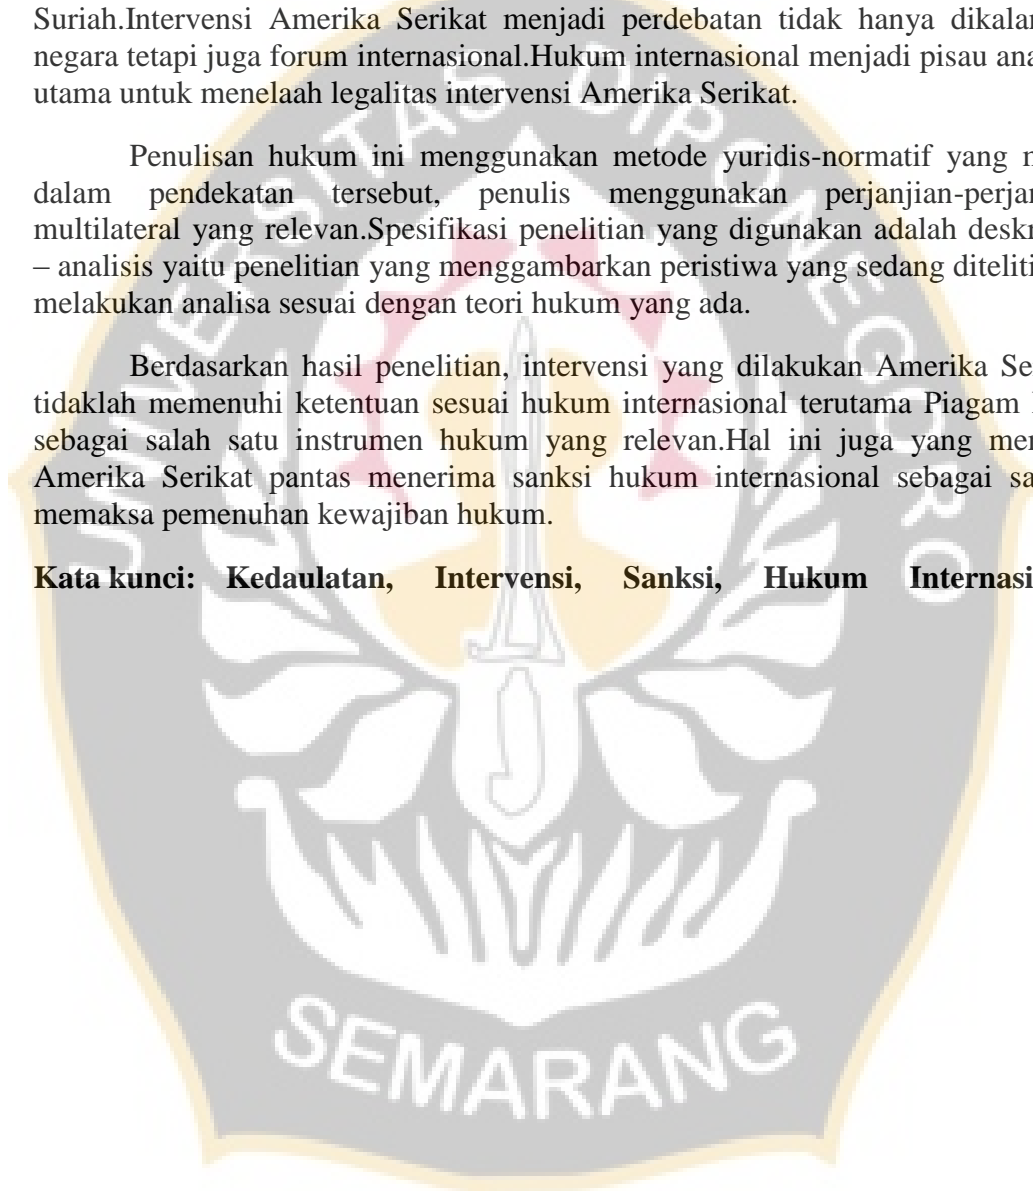 Suriah.Intervensi Amerika Serikat menjadi perdebatan tidak hanya dikala
negara tetapi juga forum internasional.Hukum internasional menjadi pisau ana
utama untuk menelaah legalitas intervensi Amerika Serikat.
Penulisan hukum ini menggunakan metode yuridis-normatif yang
dalam pendekatan tersebut, penulis menggunakan perjanjian-perjan
multilateral yang relevan.Spesifikasi penelitian yang digunakan adalah deskr
– analisis yaitu penelitian yang menggambarkan peristiwa yang sedang diteliti
melakukan analisa sesuai dengan teori hukum yang ada.
Berdasarkan hasil penelitian, intervensi yang dilakukan Amerika Se
tidaklah memenuhi ketentuan sesuai hukum internasional terutama Piagam
sebagai salah satu instrumen hukum yang relevan.Hal ini juga yang men
Amerika Serikat pantas menerima sanksi hukum internasional sebagai sa
memaksa pemenuhan kewajiban hukum.
Kata kunci: Kedaulatan, Intervensi, Sanksi, Hukum Internasi
UNIVERSITAS DIPONEGORO
SEMARANG